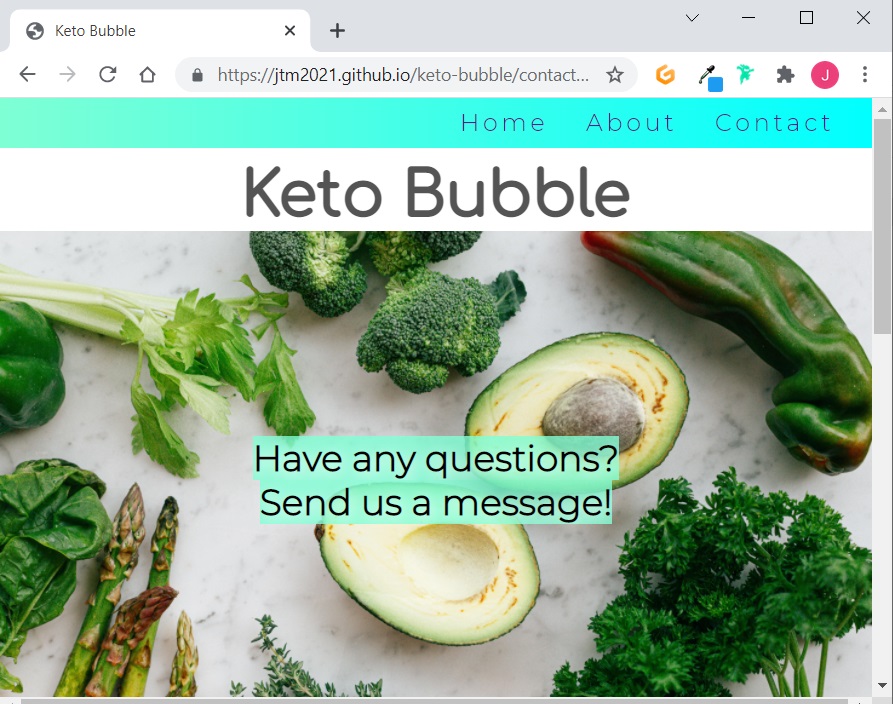 Keto Bubble
https://jtm2021.github.io/keto-bubble/contact...
J
Home About Contact
Keto Bubble
Have any questions?
Send us a message!